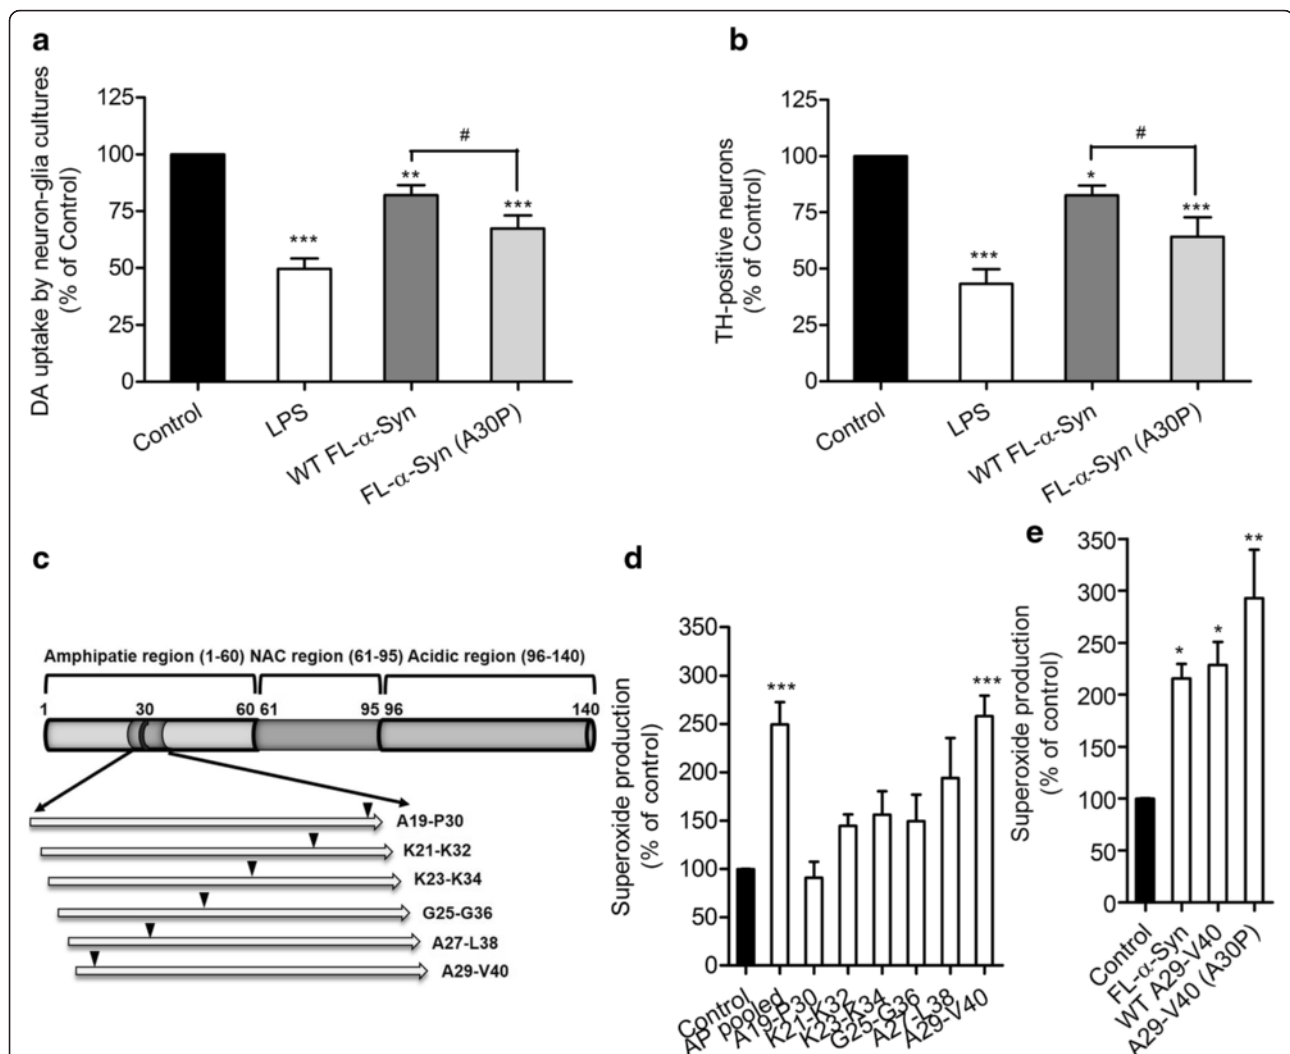 a
DA uptake by neuron-glia cultures
(% of Control)
125
100
75
50
25
0
***
**
***
#
Control
LPS
WT FL-α-Syn
FL-α-Syn (A30P)
b
TH-positive neurons
(% of Control)
125
100
75
50
25
0
***
*
***
#
Control
LPS
WT FL-α-Syn
FL-α-Syn (A30P)
c
Amphipatie region (1-60) NAC region (61-95) Acidic region (96-140)
1 30 60 61 95 96 140
A19-P30
K21-K32
K23-K34
G25-G36
A27-L38
A29-V40
d
Superoxide production
(% of control)
350
300
250
200
150
100
50
0
***
***
Control
AP pooled
A19-P30
K21-K32
K23-K34
G25-G36
A27-L38
A29-V40
e
Superoxide production
(% of control)
350
300
250
200
150
100
50
0
*
*
**
Control
FL-α-Syn
WT A29-V40
A29-V40 (A30P)